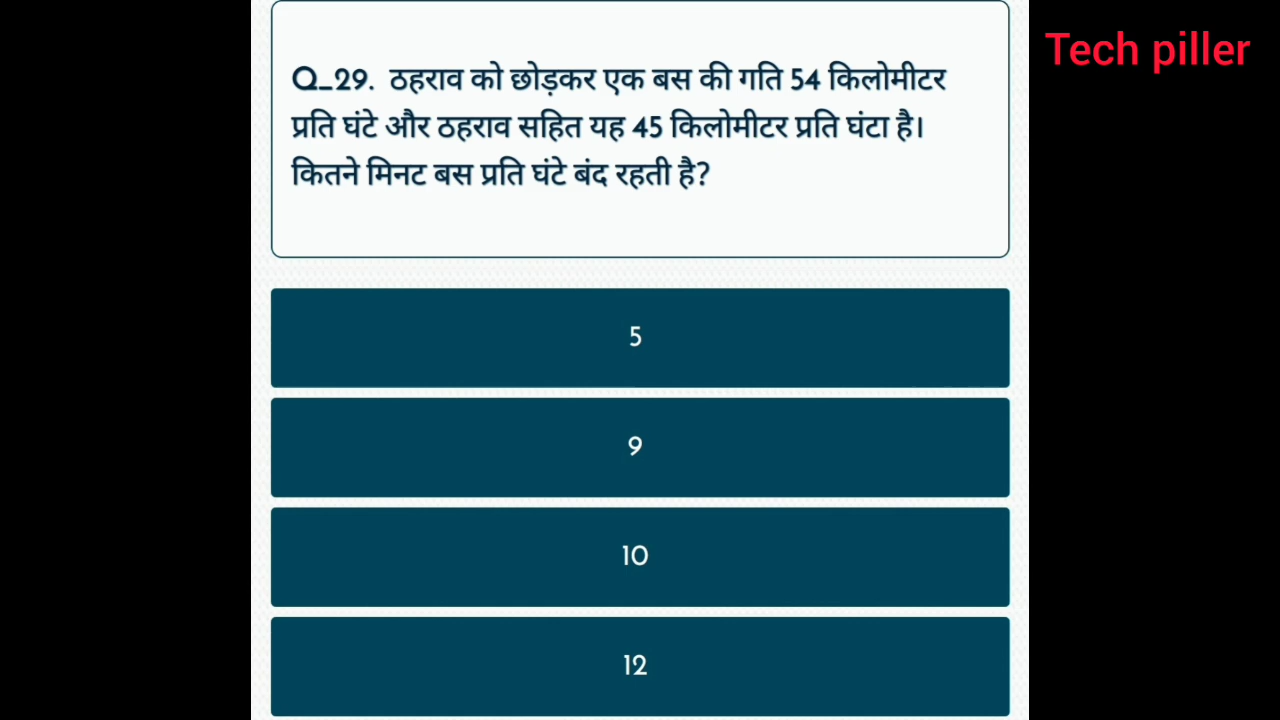 Tech piller
Q_29. ठहराव को छोड़कर एक बस की गति 54 किलोमीटर
प्रति घंटे और ठहराव सहित यह 45 किलोमीटर प्रति घंटा है।
कितने मिनट बस प्रति घंटे बंद रहती है?
5
9
10
12